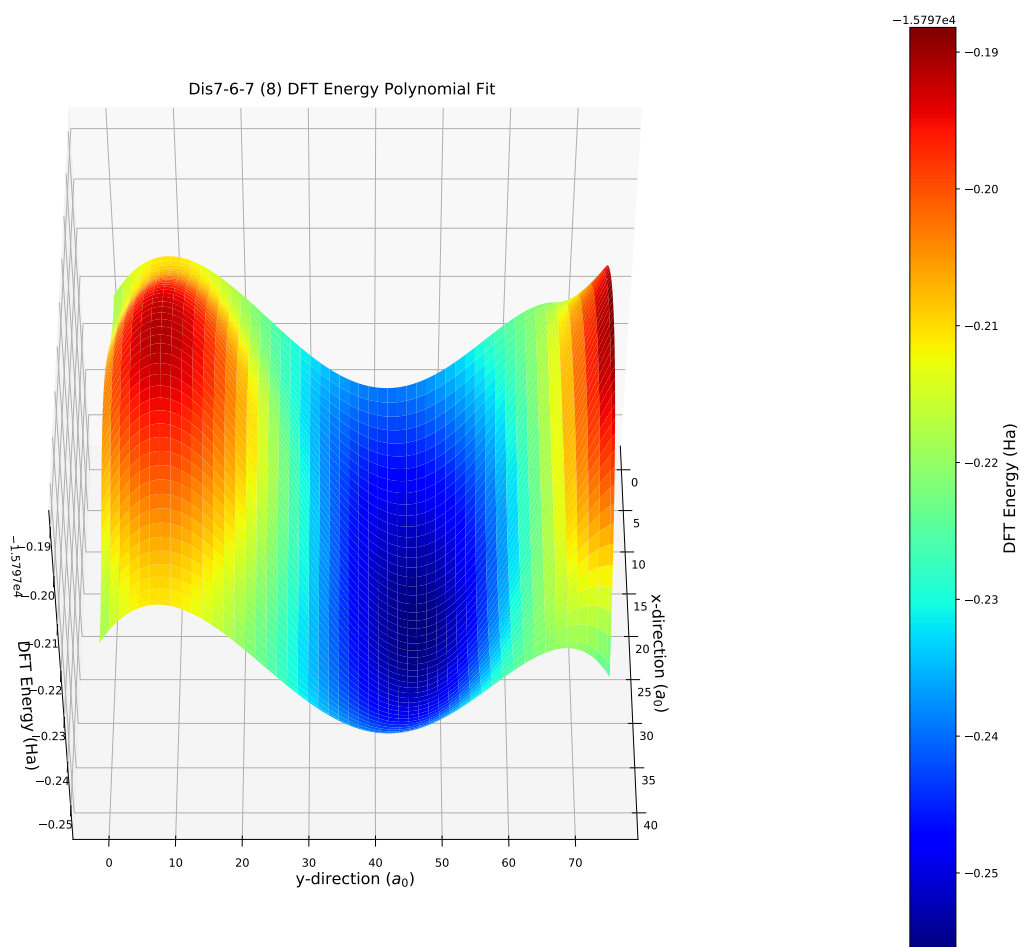 −1.5797e4
Dis7-6-7 (8) DFT Energy Polynomial Fit
−0.19
−0.20
−0.21
−0.22
−0.23
−0.24
−0.25
DFT Energy (Ha)
−1.5797e4
−0.19
−0.20
−0.21
−0.22
−0.23
−0.24
−0.25
DFT Energy (Ha)
0
5
10
15
20
25
30
35
40
x-direction (a₀)
0 10 20 30 40 50 60 70
y-direction (a₀)